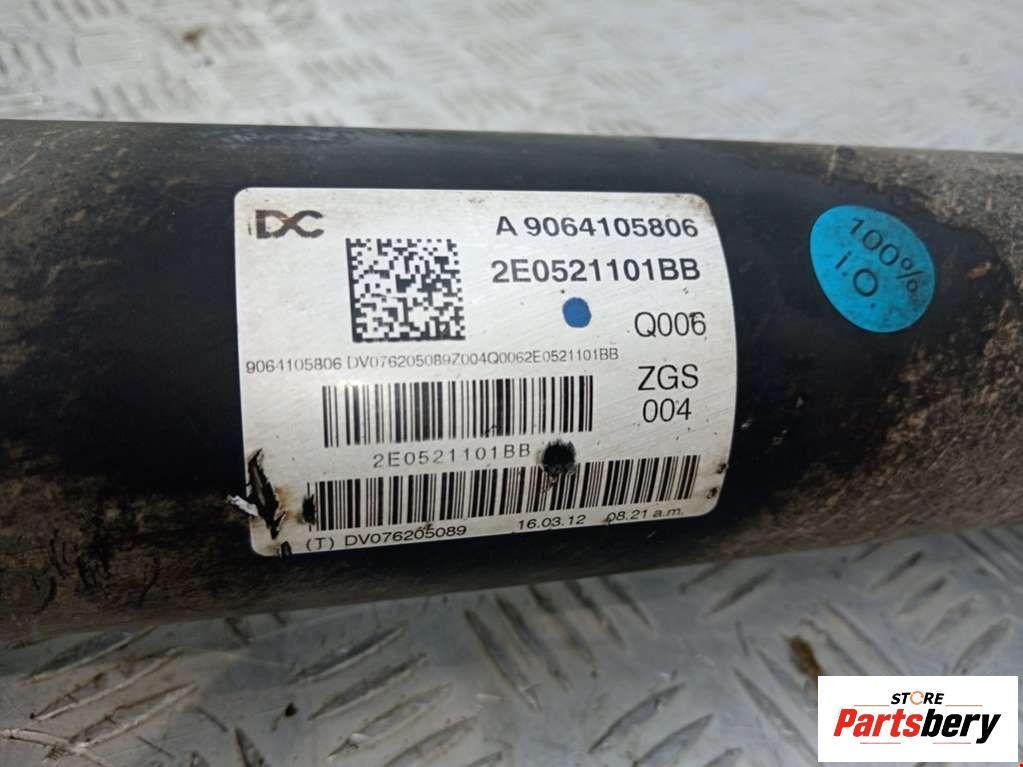 DC
A 9064105806
2E0521101BB
Q006
9064105806 DV076205089Z004Q0062E0521101BB
ZGS
004
2E0521101BB
(T) DV076205089 16.03.12 08.21 a.m.
100%
i.O.
STORE
Partsbery